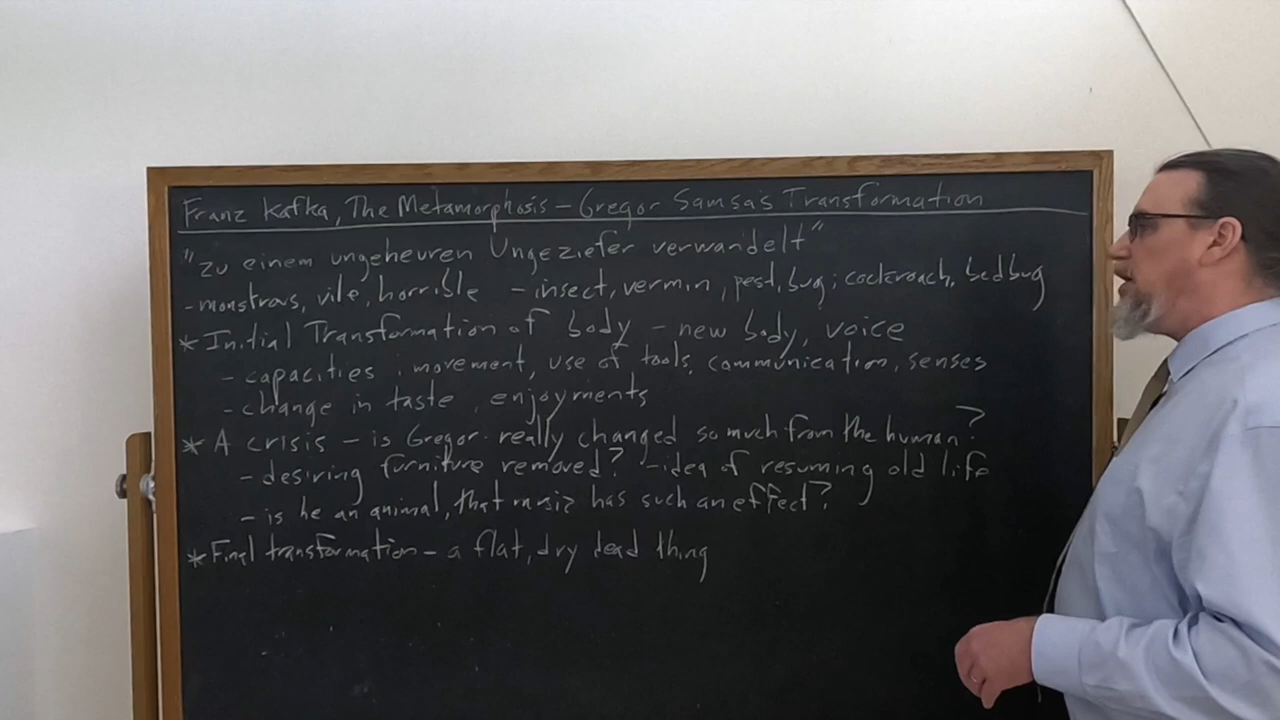 Franz Kafka, The Metamorphosis – Gregor Samsa's Transformation
"zu einem ungeheuren Ungeziefer verwandelt"
- monstrous, vile, horrible - insect, vermin, pest, bug; cockroach, bedbug
* Initial Transformation of body - new body, voice
- capacities: movement, use of tools, communication, senses
- change in taste, enjoyments
* A crisis - is Gregor really changed so much from the human?
- desiring furniture removed? - idea of resuming old life
- is he an animal, that music has such an effect?
* Final transformation - a flat, dry dead thing